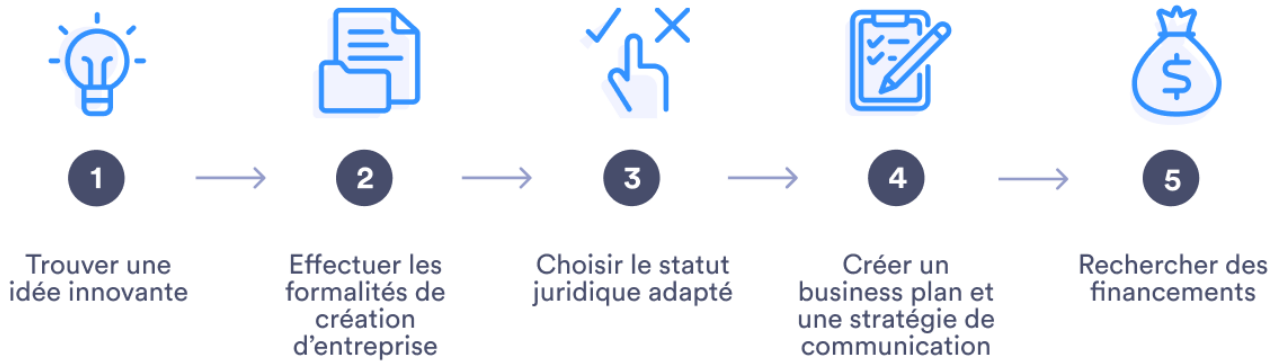 1
2
3
4
5
Trouver une
idée innovante
Effectuer les
formalités de
création
d'entreprise
Choisir le statut
juridique adapté
Créer un
business plan et
une stratégie de
communication
Rechercher des
financements
$